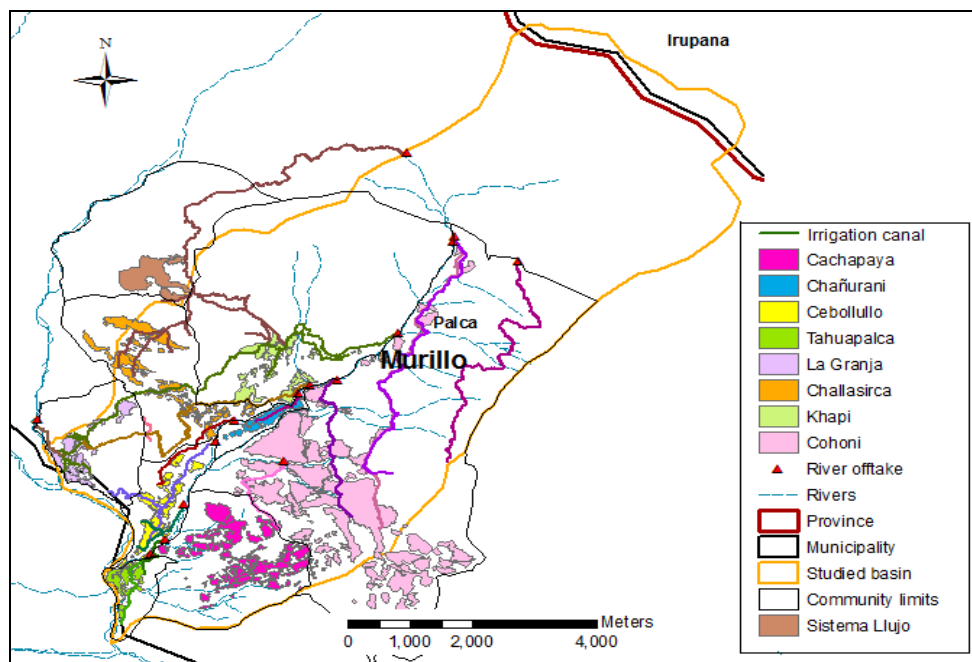 Irupana
N
Palca
Murillo
Irrigation canal
Cachapaya
Chañurani
Cebollullo
Tahuapalca
La Granja
Challasirca
Khapi
Cohoni
River offtake
Rivers
Province
Municipality
Studied basin
Community limits
Sistema Llujo
Meters
0 1,000 2,000 4,000